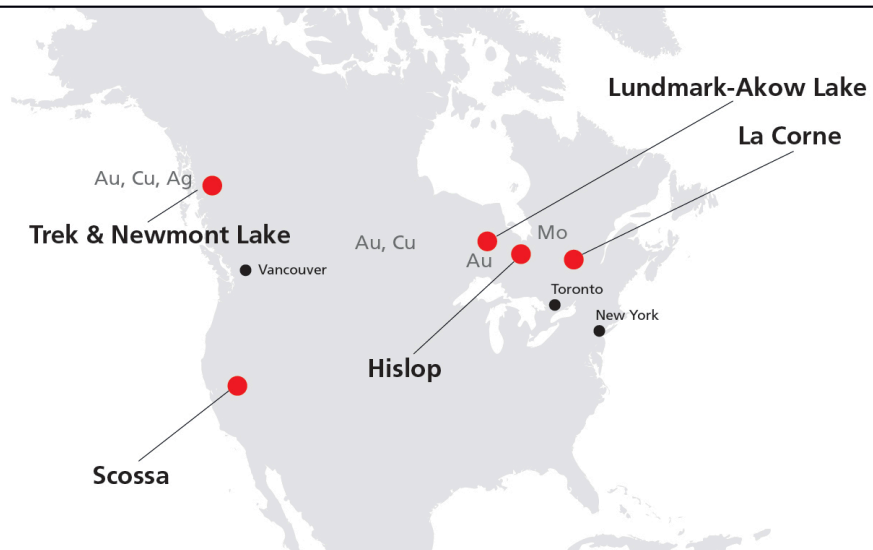 Lundmark-Akow Lake
La Corne
Au, Cu, Ag
Trek & Newmont Lake
Au, Cu
Mo
Au
Vancouver
Toronto
New York
Hislop
Scossa